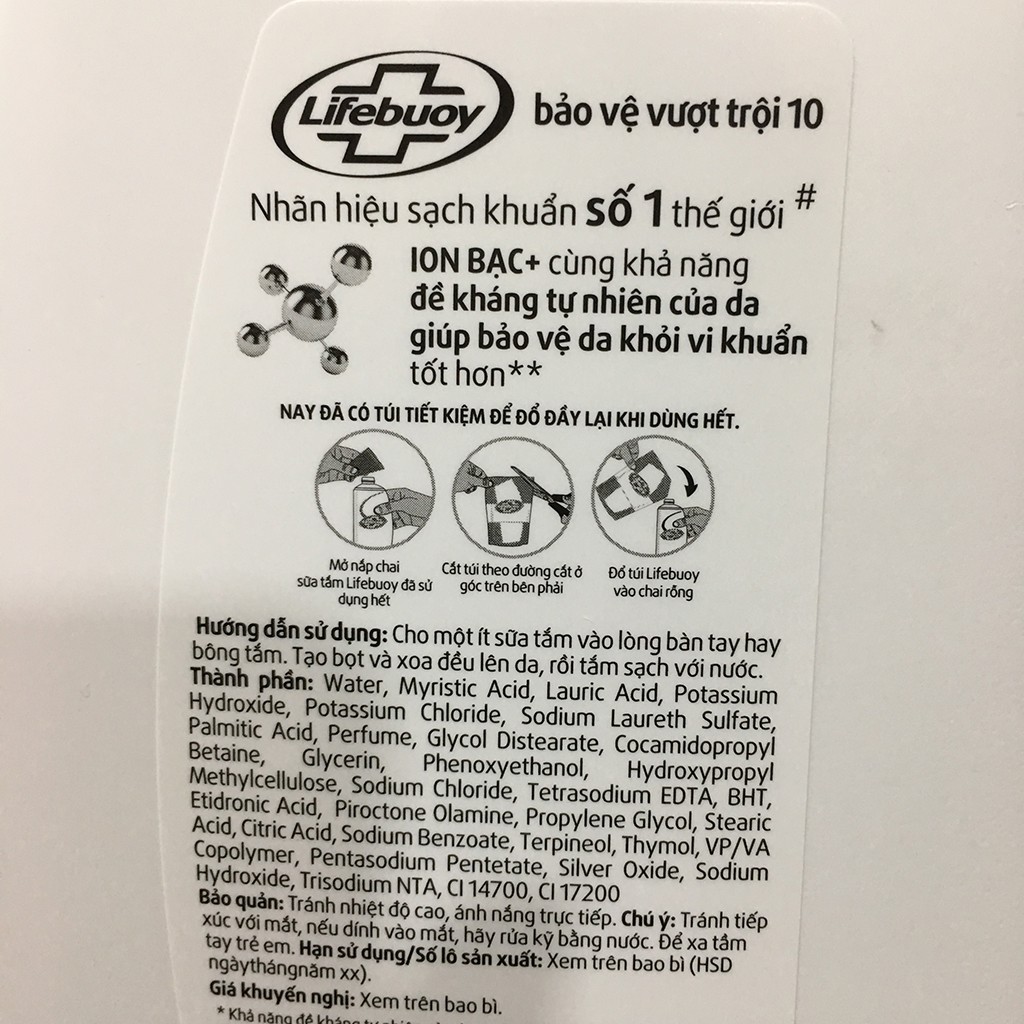 Lifebuoy bảo vệ vượt trội 10
Nhãn hiệu sạch khuẩn số 1 thế giới #
ION BẠC+ cùng khả năng
đề kháng tự nhiên của da
giúp bảo vệ da khỏi vi khuẩn
tốt hơn**
NAY ĐÃ CÓ TÚI TIẾT KIỆM ĐỂ ĐỔ ĐẦY LẠI KHI DÙNG HẾT.
Mở nắp chai
sữa tắm Lifebuoy đã sử
dụng hết
Cắt túi theo đường cắt ở
góc trên bên phải
Đổ túi Lifebuoy
vào chai rỗng
Hướng dẫn sử dụng: Cho một ít sữa tắm vào lòng bàn tay hay
bông tắm. Tạo bọt và xoa đều lên da, rồi tắm sạch với nước.
Thành phần: Water, Myristic Acid, Lauric Acid, Potassium
Hydroxide, Potassium Chloride, Sodium Laureth Sulfate,
Palmitic Acid, Perfume, Glycol Distearate, Cocamidopropyl
Betaine, Glycerin, Phenoxyethanol, Hydroxypropyl
Methylcellulose, Sodium Chloride, Tetrasodium EDTA, BHT,
Etidronic Acid, Piroctone Olamine, Propylene Glycol, Stearic
Acid, Citric Acid, Sodium Benzoate, Terpineol, Thymol, VP/VA
Copolymer, Pentasodium Pentetate, Silver Oxide, Sodium
Hydroxide, Trisodium NTA, CI 14700, CI 17200
Bảo quản: Tránh nhiệt độ cao, ánh nắng trực tiếp. Chú ý: Tránh tiếp
xúc với mắt, nếu dính vào mắt, hãy rửa kỹ bằng nước. Để xa tầm
tay trẻ em. Hạn sử dụng/Số lô sản xuất: Xem trên bao bì (HSD
ngàythángnăm xx).
Giá khuyến nghị: Xem trên bao bì.
* Khả năng đề kháng tự nhiên